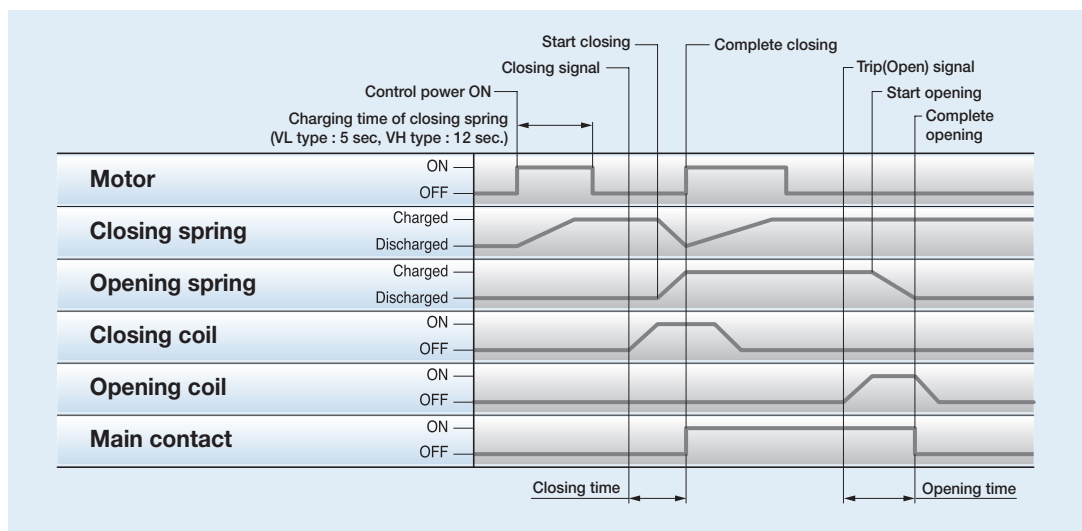 Start closing
Complete closing
Closing signal
Trip(Open) signal
Control power ON
Start opening
Charging time of closing spring
(VL type : 5 sec, VH type : 12 sec.)
Complete
opening
Motor
ON
OFF
Closing spring
Charged
Discharged
Opening spring
Charged
Discharged
Closing coil
ON
OFF
Opening coil
ON
OFF
Main contact
ON
OFF
Closing time
Opening time